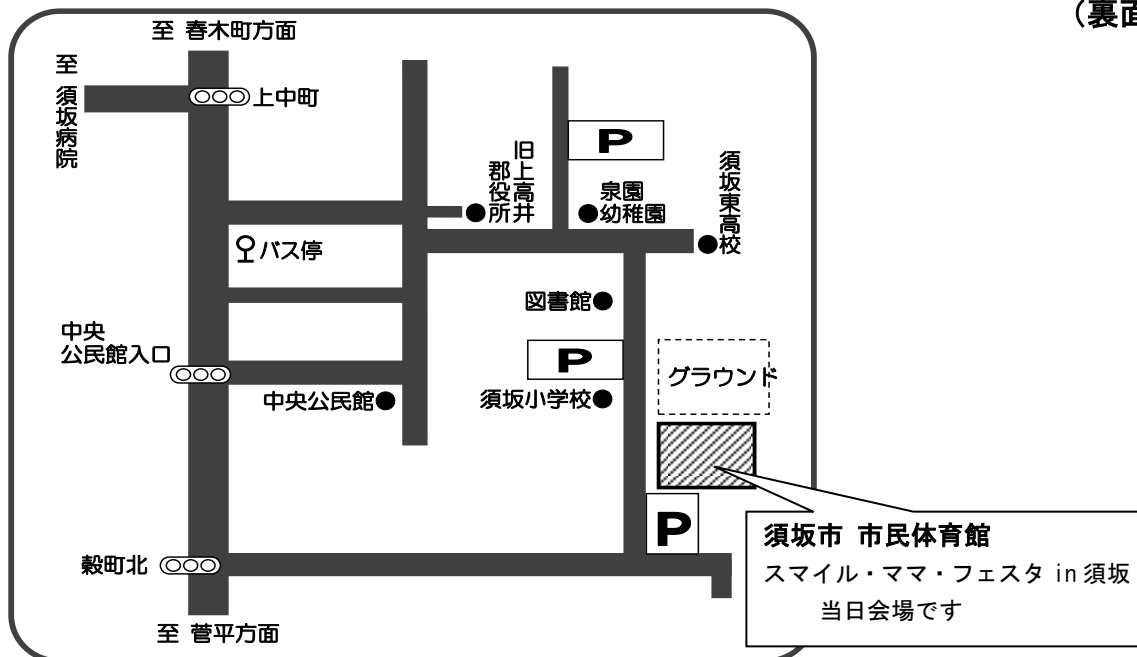 （裏面
至 春木町方面
至 須坂病院
上中町
旧上高井
郡役所
泉園
幼稚園
須坂東高校
P
バス停
図書館
中央
公民館入口
P
グラウンド
中央公民館
須坂小学校
P
須坂市 市民体育館
スマイル・ママ・フェスタ in 須坂
当日会場です
穀町北
至 菅平方面